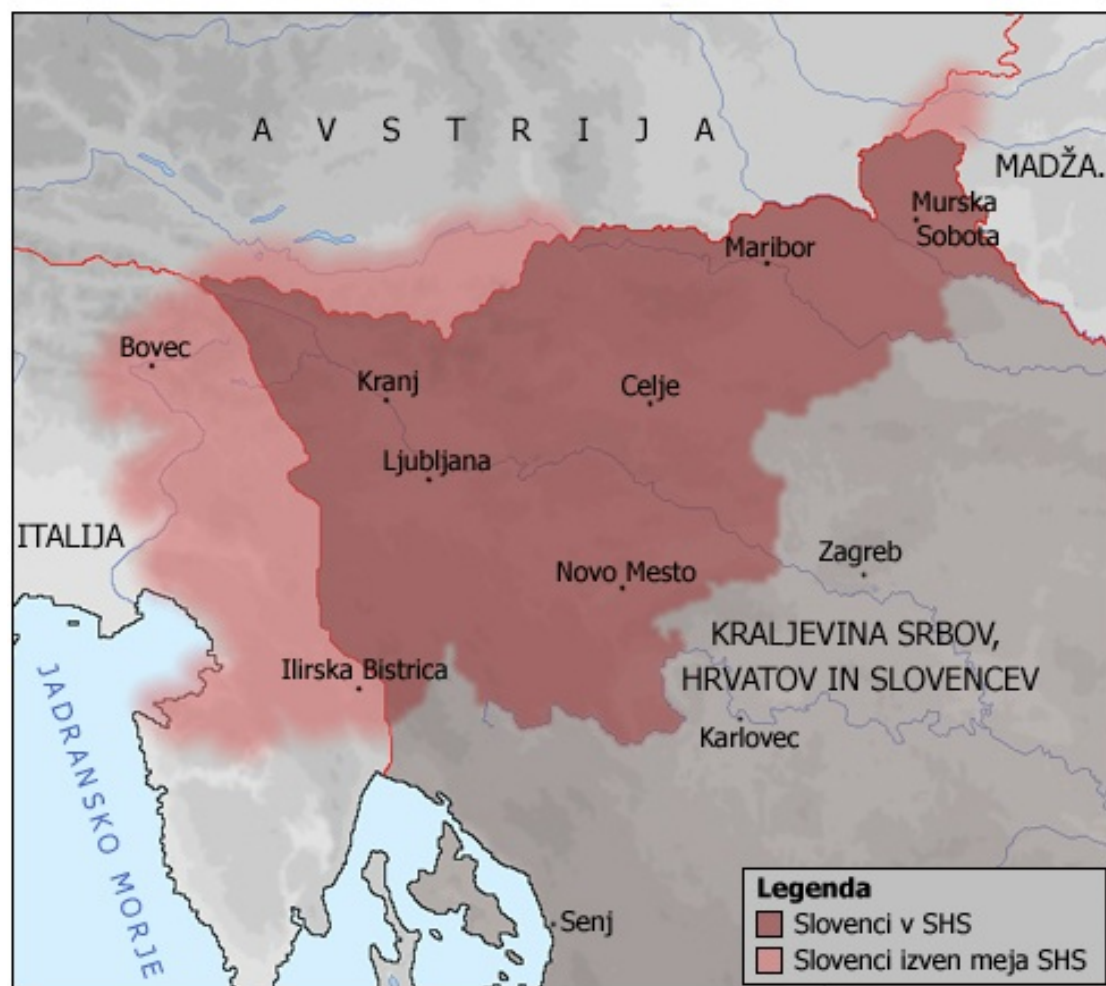 AVSTRIJA
MADŽA.
Murska
Sobota
Maribor
Bovec
Kranj
Celje
Ljubljana
ITALIJA
Novo Mesto
Zagreb
KRALJEVINA SRBOV,
HRVATOV IN SLOVENCEV
Ilirska Bistrica
Karlovec
JADRANSKO MORJE
Senj
Legenda
Slovenci v SHS
Slovenci izven meja SHS